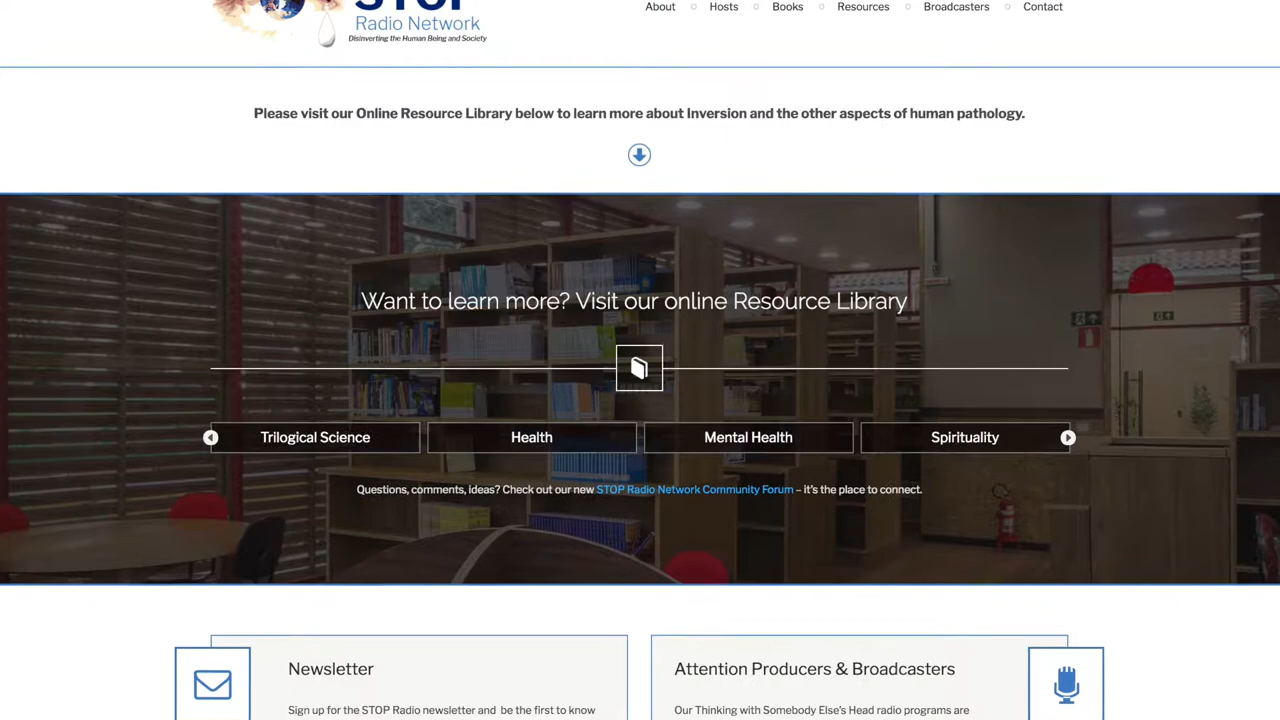 STOP
Radio Network
Disinverting the Human Being and Society
About
Hosts
Books
Resources
Broadcasters
Contact
Please visit our Online Resource Library below to learn more about Inversion and the other aspects of human pathology.
Want to learn more? Visit our online Resource Library
Trilogical Science
Health
Mental Health
Spirituality
Questions, comments, ideas? Check out our new STOP Radio Network Community Forum – it's the place to connect.
Newsletter
Sign up for the STOP Radio newsletter and be the first to know
Attention Producers & Broadcasters
Our Thinking with Somebody Else's Head radio programs are